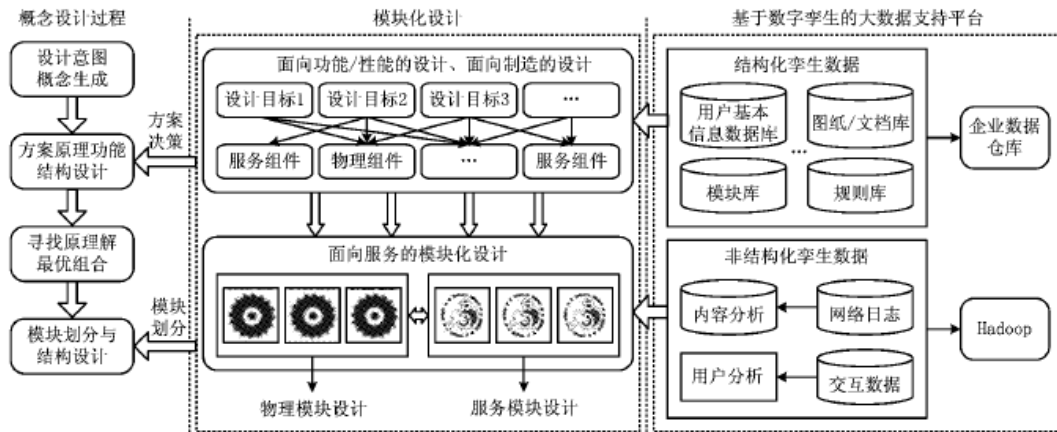 概念设计过程
设计意图
概念生成
方案原理功能
结构设计
寻找原理解
最优组合
模块划分与
结构设计
方案
决策
模块
划分
模块化设计
面向功能/性能的设计、面向制造的设计
设计目标1
设计目标2
设计目标3
…
服务组件
物理组件
…
服务组件
面向服务的模块化设计
物理模块设计
服务模块设计
基于数字孪生的大数据支持平台
结构化孪生数据
用户基本
信息数据库
图纸/文档库
…
模块库
规则库
企业数据
仓库
非结构化孪生数据
内容分析
网络日志
用户分析
交互数据
Hadoop